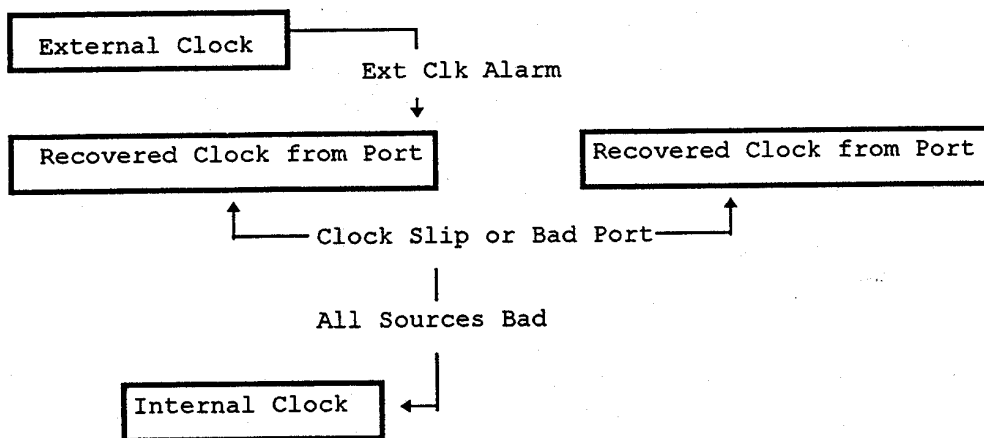 External Clock
Ext Clk Alarm
Recovered Clock from Port
Recovered Clock from Port
Clock Slip or Bad Port
All Sources Bad
Internal Clock